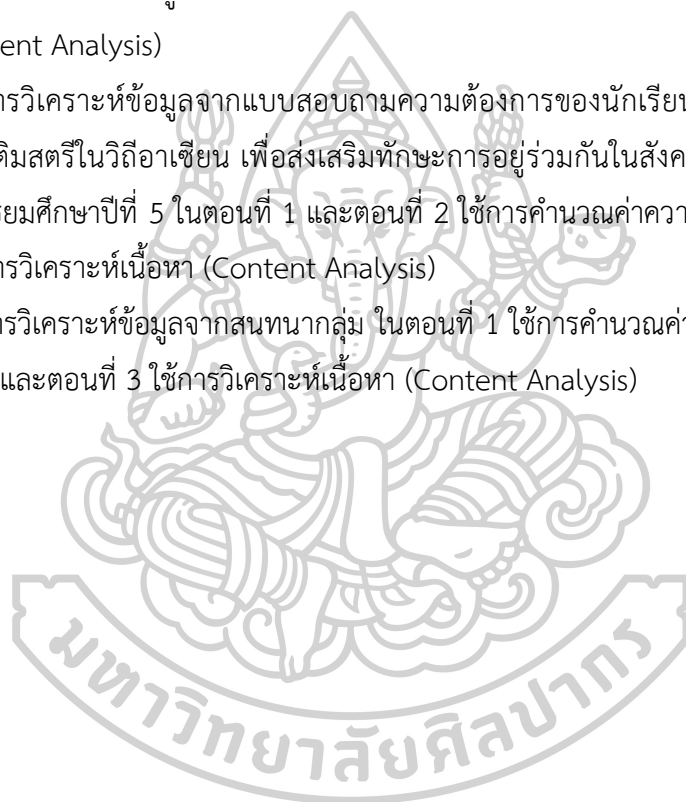 ent Analysis)
ารวิเคราะห์ข้อมูลจากแบบสอบถามความต้องการของนักเรียน
ติมสตรีในวิถีอาเซียน เพื่อส่งเสริมทักษะการอยู่ร่วมกันในสังค
รยมศึกษาปีที่ 5 ในตอนที่ 1 และตอนที่ 2 ใช้การคำนวณค่าควา
ารวิเคราะห์เนื้อหา (Content Analysis)
ารวิเคราะห์ข้อมูลจากสนทนากลุ่ม ในตอนที่ 1 ใช้การคำนวณค่า
และตอนที่ 3 ใช้การวิเคราะห์เนื้อหา (Content Analysis)
มหาวิทยาลัยศิลปากร